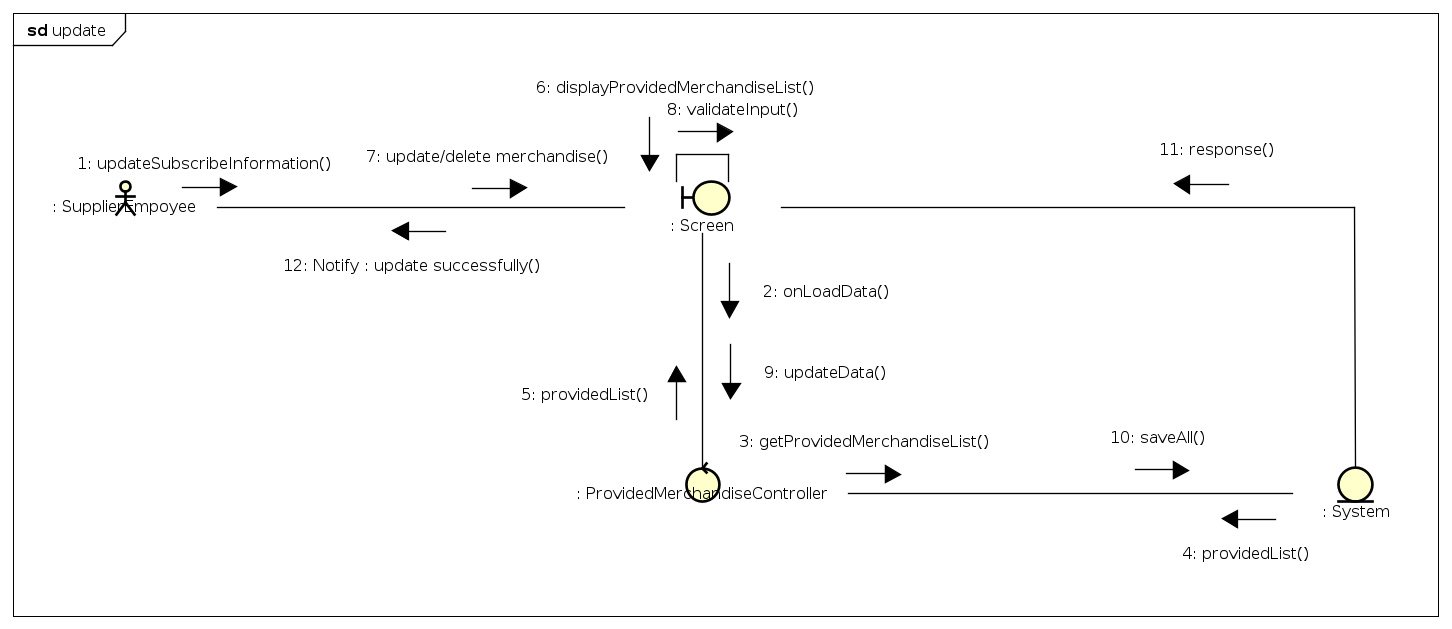 sd update
6: displayProvidedMerchandiseList()
8: validateInput()
11: response()
7: update/delete merchandise()
1: updateSubscribeInformation()
: SupplierEmpoyee
: Screen
12: Notify : update successfully()
2: onLoadData()
9: updateData()
5: providedList()
10: saveAll()
3: getProvidedMerchandiseList()
: ProvidedMerchandiseController
: System
4: providedList()